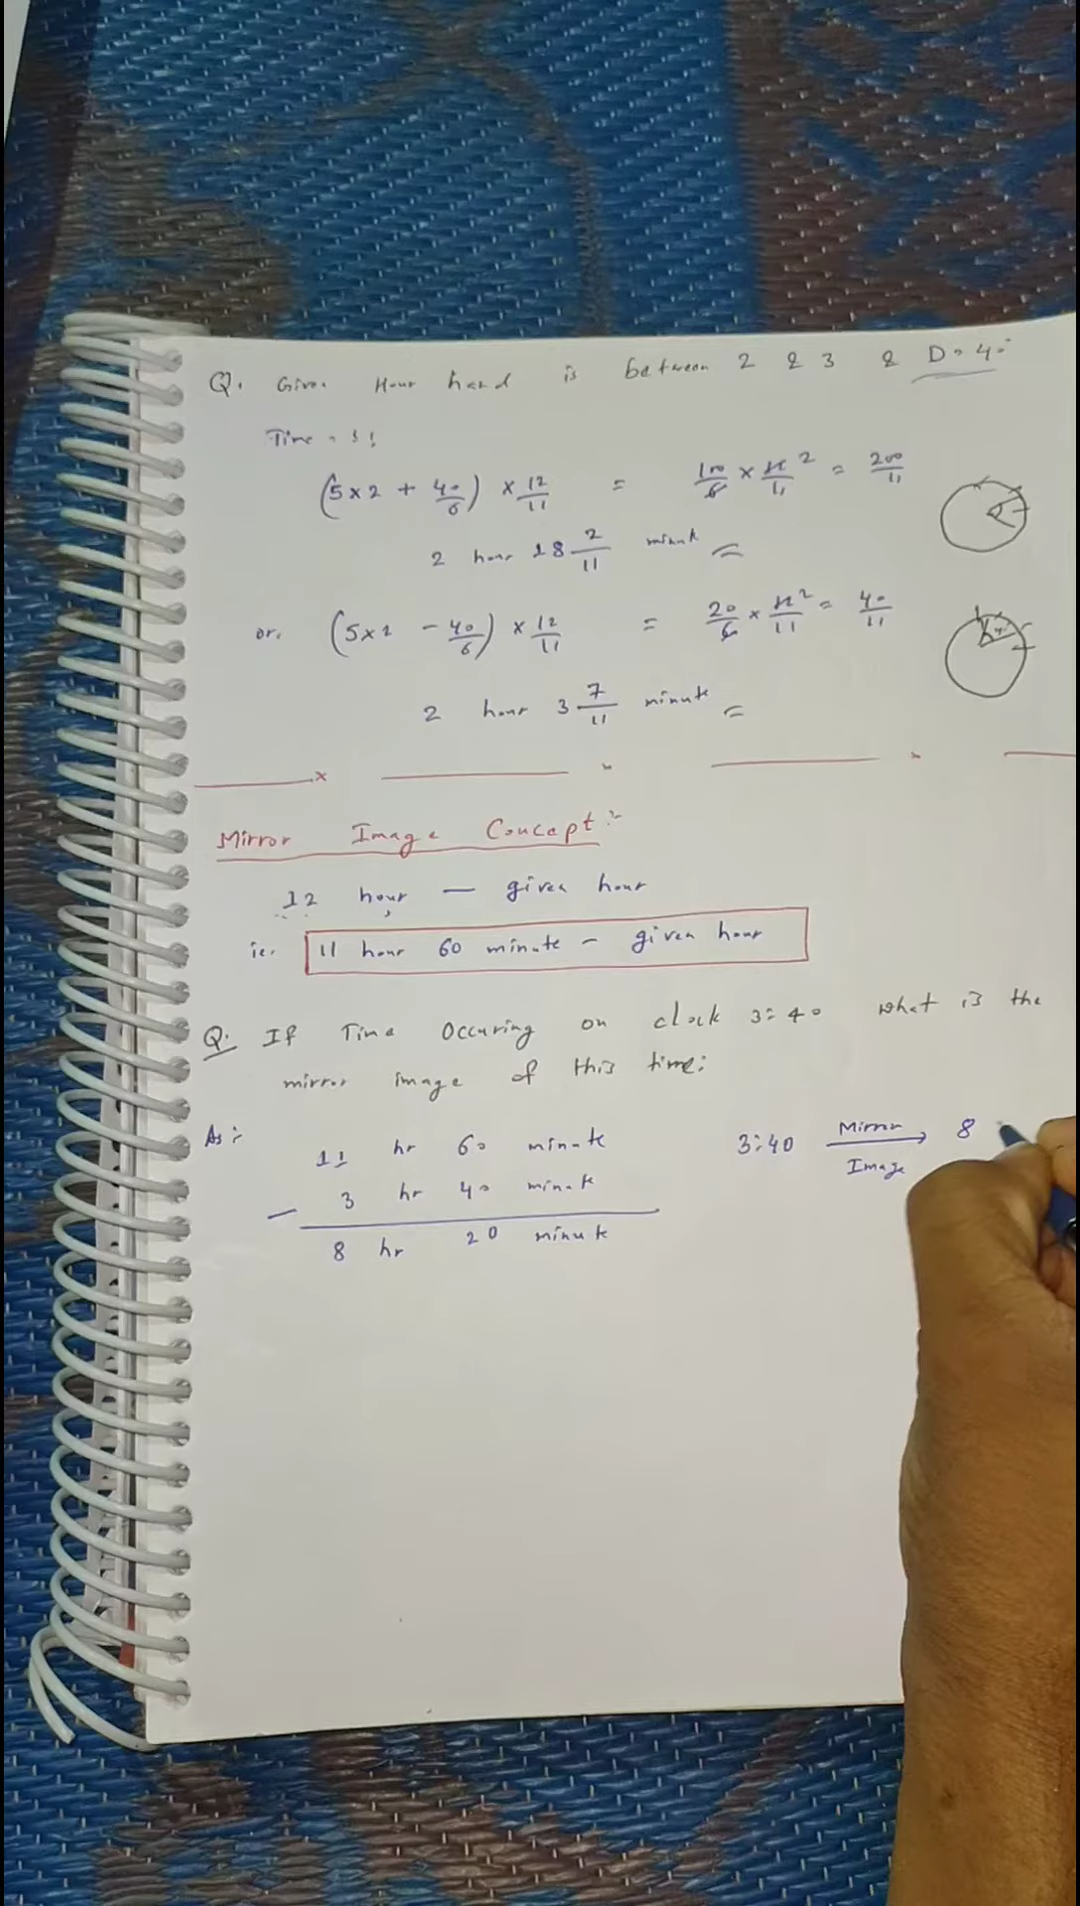 Q. Given Hour hand is between 2 & 3 & D = 40°
Time = ?
(5×2 + 40/6) × 12/11 = 100/6 × 12/11 2 = 200/11
2 hour 18 2/11 minute
or, (5×2 - 40/6) × 12/11 = 20/6 × 12/11 2 = 40/11
2 hour 3 7/11 minute
Mirror Image Concept :-
12 hour — given hour
ie. 11 hour 60 minute - given hour
Q. If Time Occuring on clock 3:40 what is the
mirror image of this time:
As :- 11 hr 60 minute
3:40 Mirror Image → 8
- 3 hr 40 minute
8 hr 20 minute